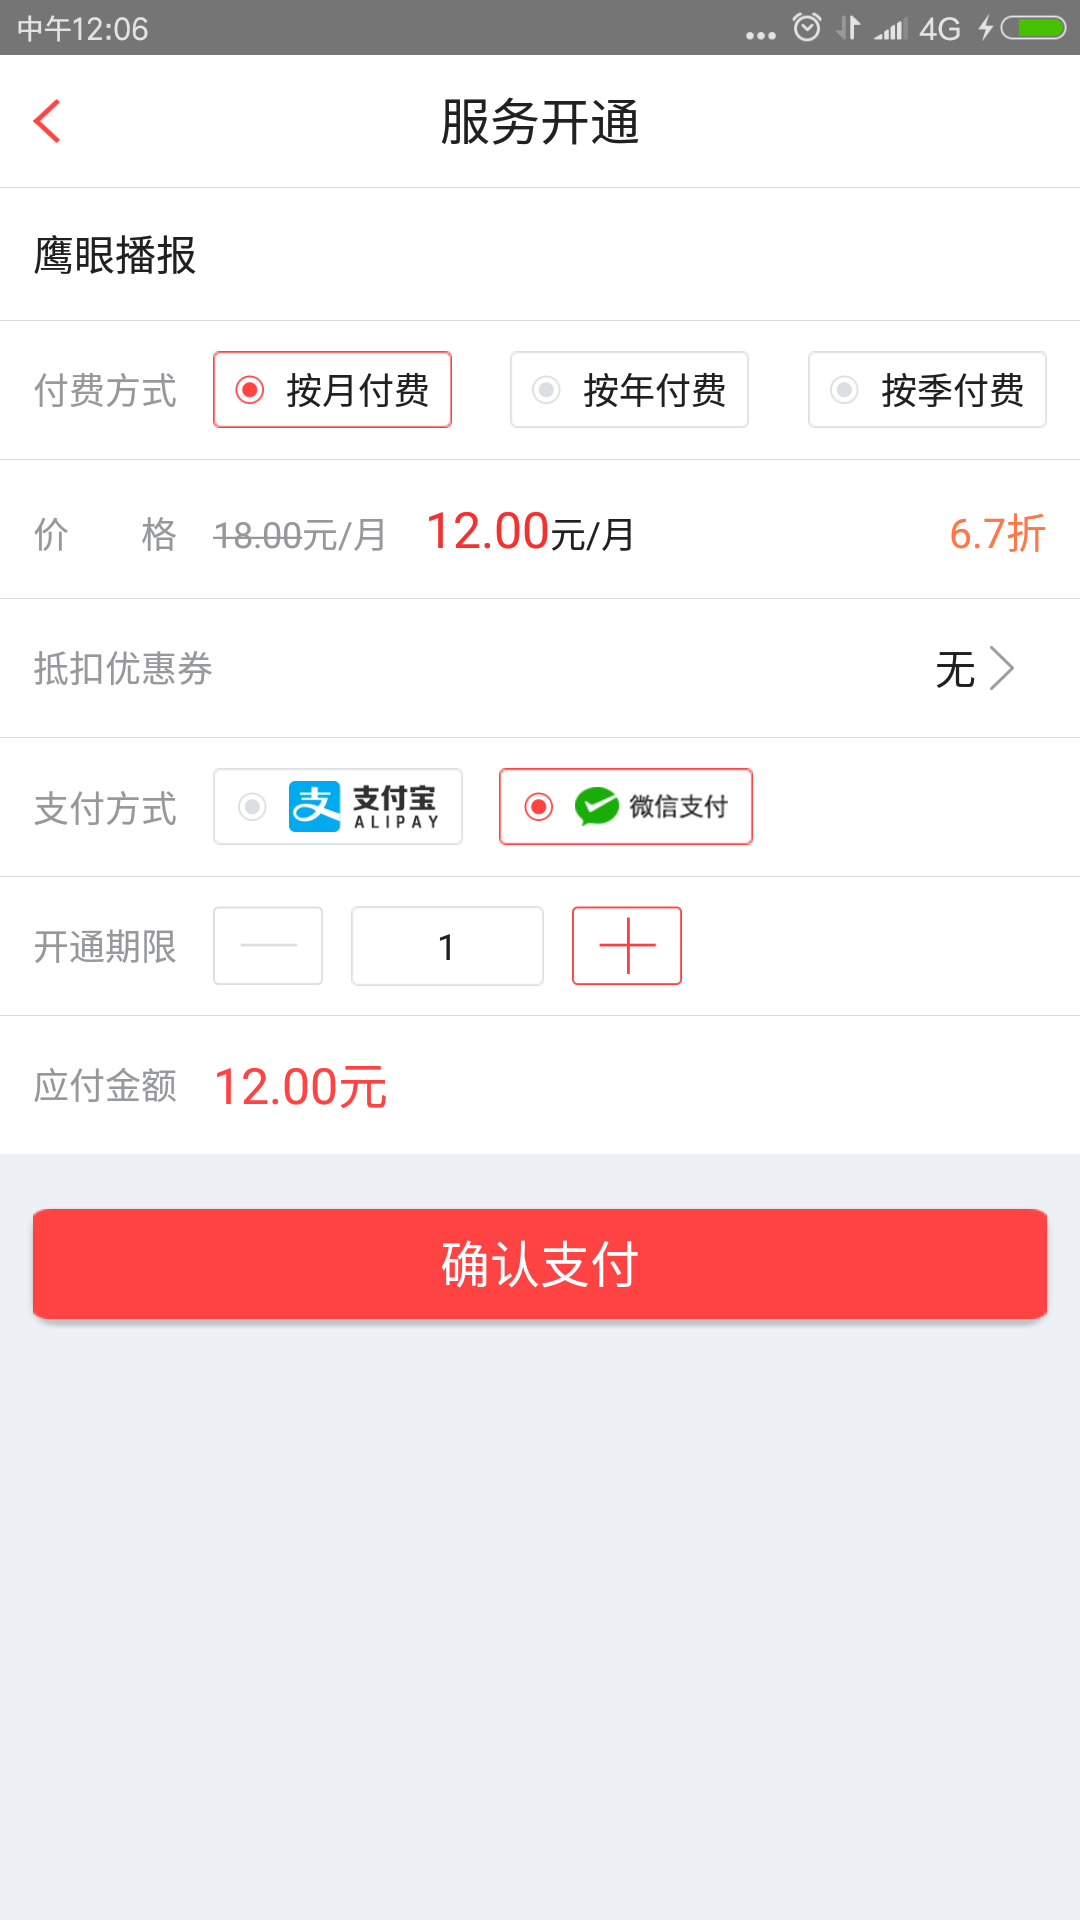 中午12:06 ... 4G
服务开通
鹰眼播报
付费方式 按月付费 按年付费 按季付费
价 格 18.00元/月 12.00元/月 6.7折
抵扣优惠券 无
支付方式 支 支付宝 ALIPAY 微信支付
开通期限 1
应付金额 12.00元
确认支付